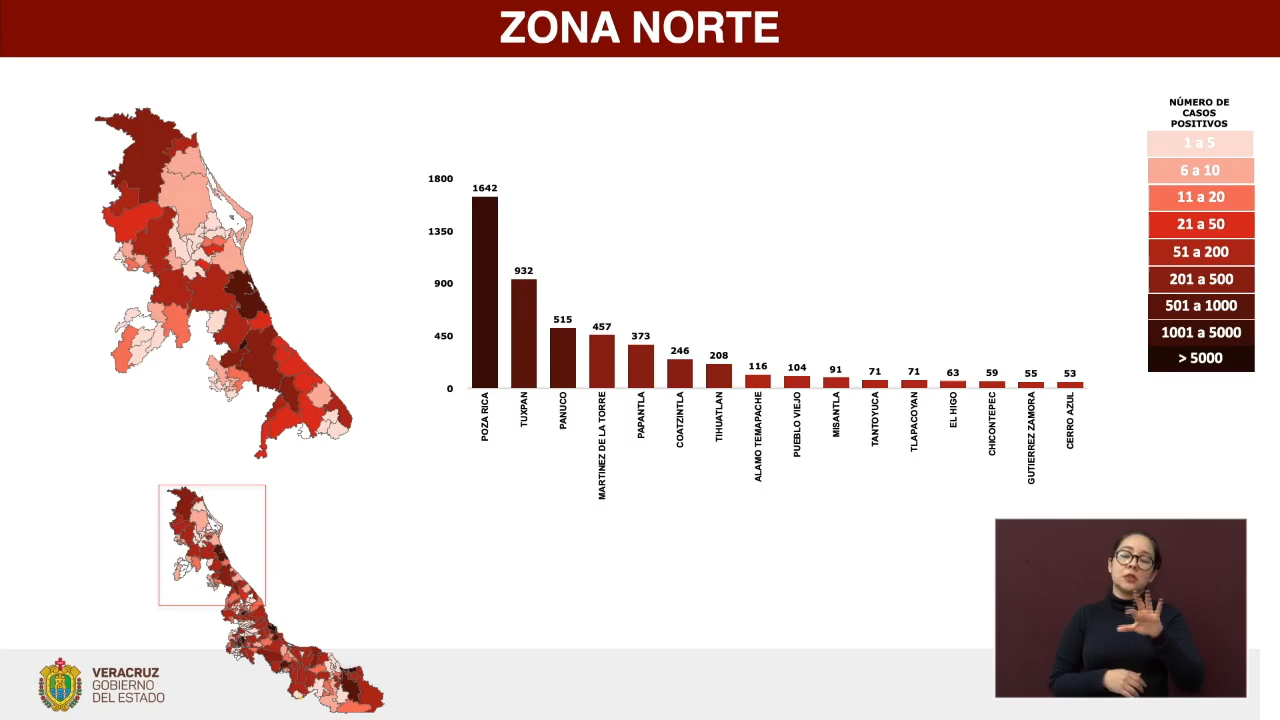 ZONA NORTE
NÚMERO DE
CASOS
POSITIVOS
1 a 5
6 a 10
11 a 20
21 a 50
51 a 200
201 a 500
501 a 1000
1001 a 5000
> 5000
1800
1350
900
450
0
1642
932
515
457
373
246
208
116
104
91
71
71
63
59
55
53
POZA RICA
TUXPAN
PANUCO
MARTINEZ DE LA TORRE
PAPANTLA
COATZINTLA
TIHUATLAN
ALAMO TEMAPACHE
PUEBLO VIEJO
MISANTLA
TANTOYUCA
TLAPACOYAN
EL HIGO
CHICONTEPEC
GUTIERREZ ZAMORA
CERRO AZUL
VERACRUZ
GOBIERNO
DEL ESTADO